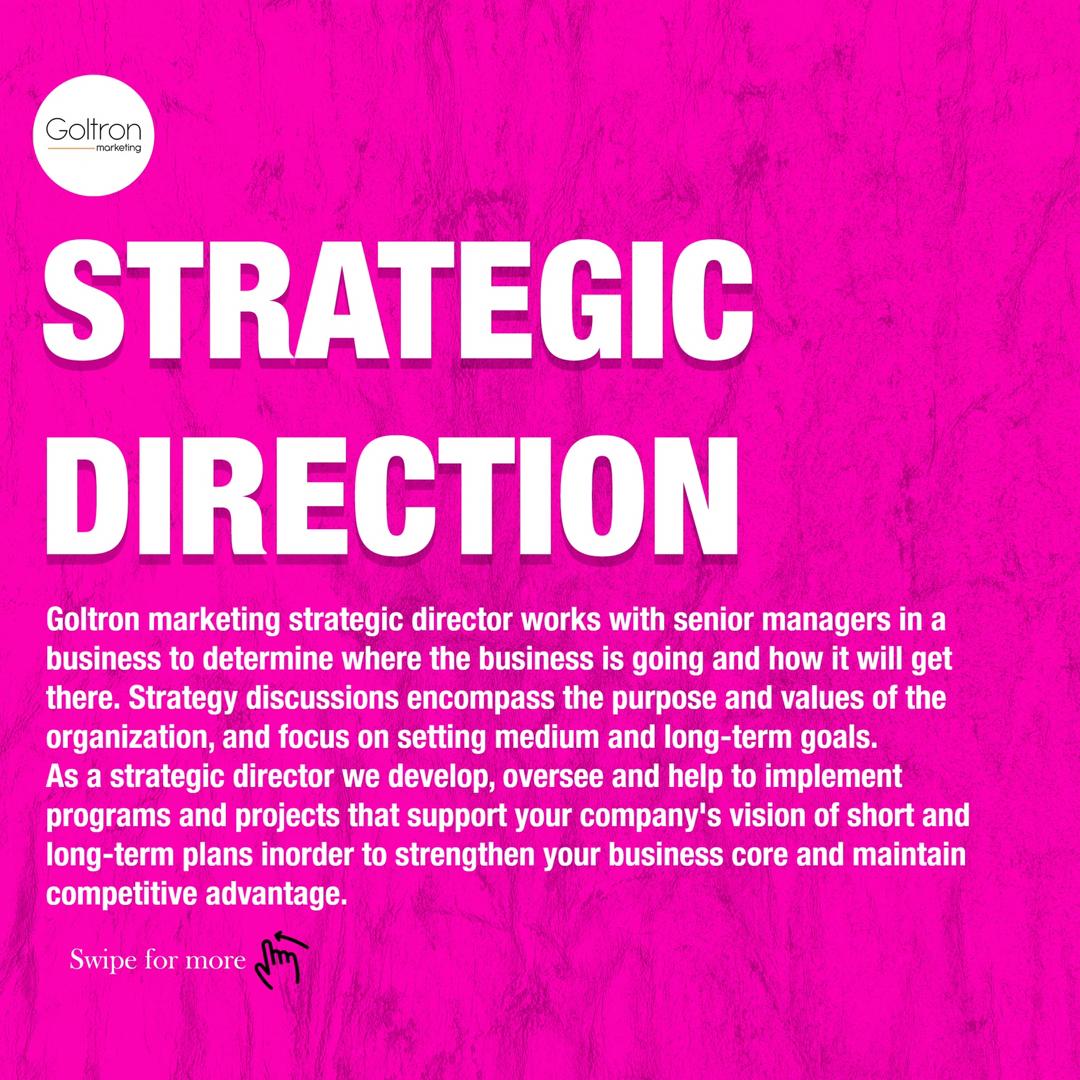 Goltron
marketing
STRATEGIC
DIRECTION
Goltron marketing strategic director works with senior managers in a
business to determine where the business is going and how it will get
there. Strategy discussions encompass the purpose and values of the
organization, and focus on setting medium and long-term goals.
As a strategic director we develop, oversee and help to implement
programs and projects that support your company's vision of short and
long-term plans inorder to strengthen your business core and maintain
competitive advantage.
Swipe for more